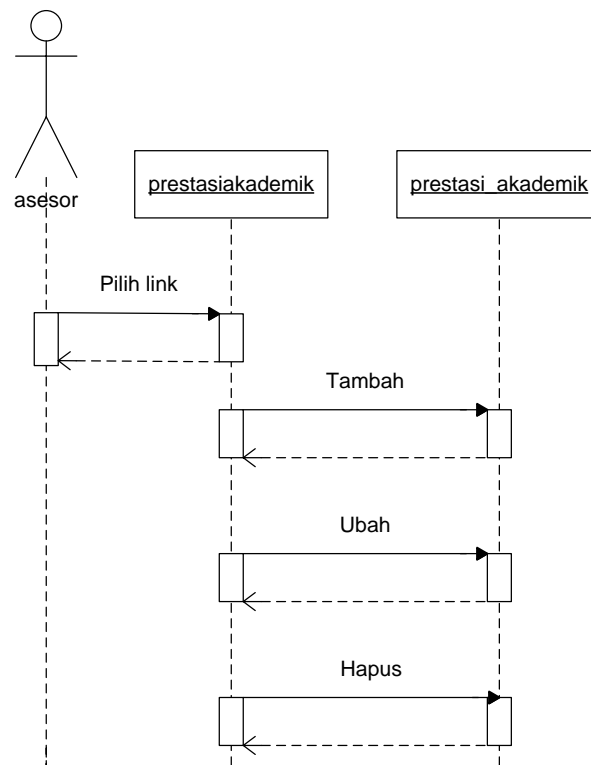 asesor
prestasiakademik
prestasi_akademik
Pilih link
Tambah
Ubah
Hapus